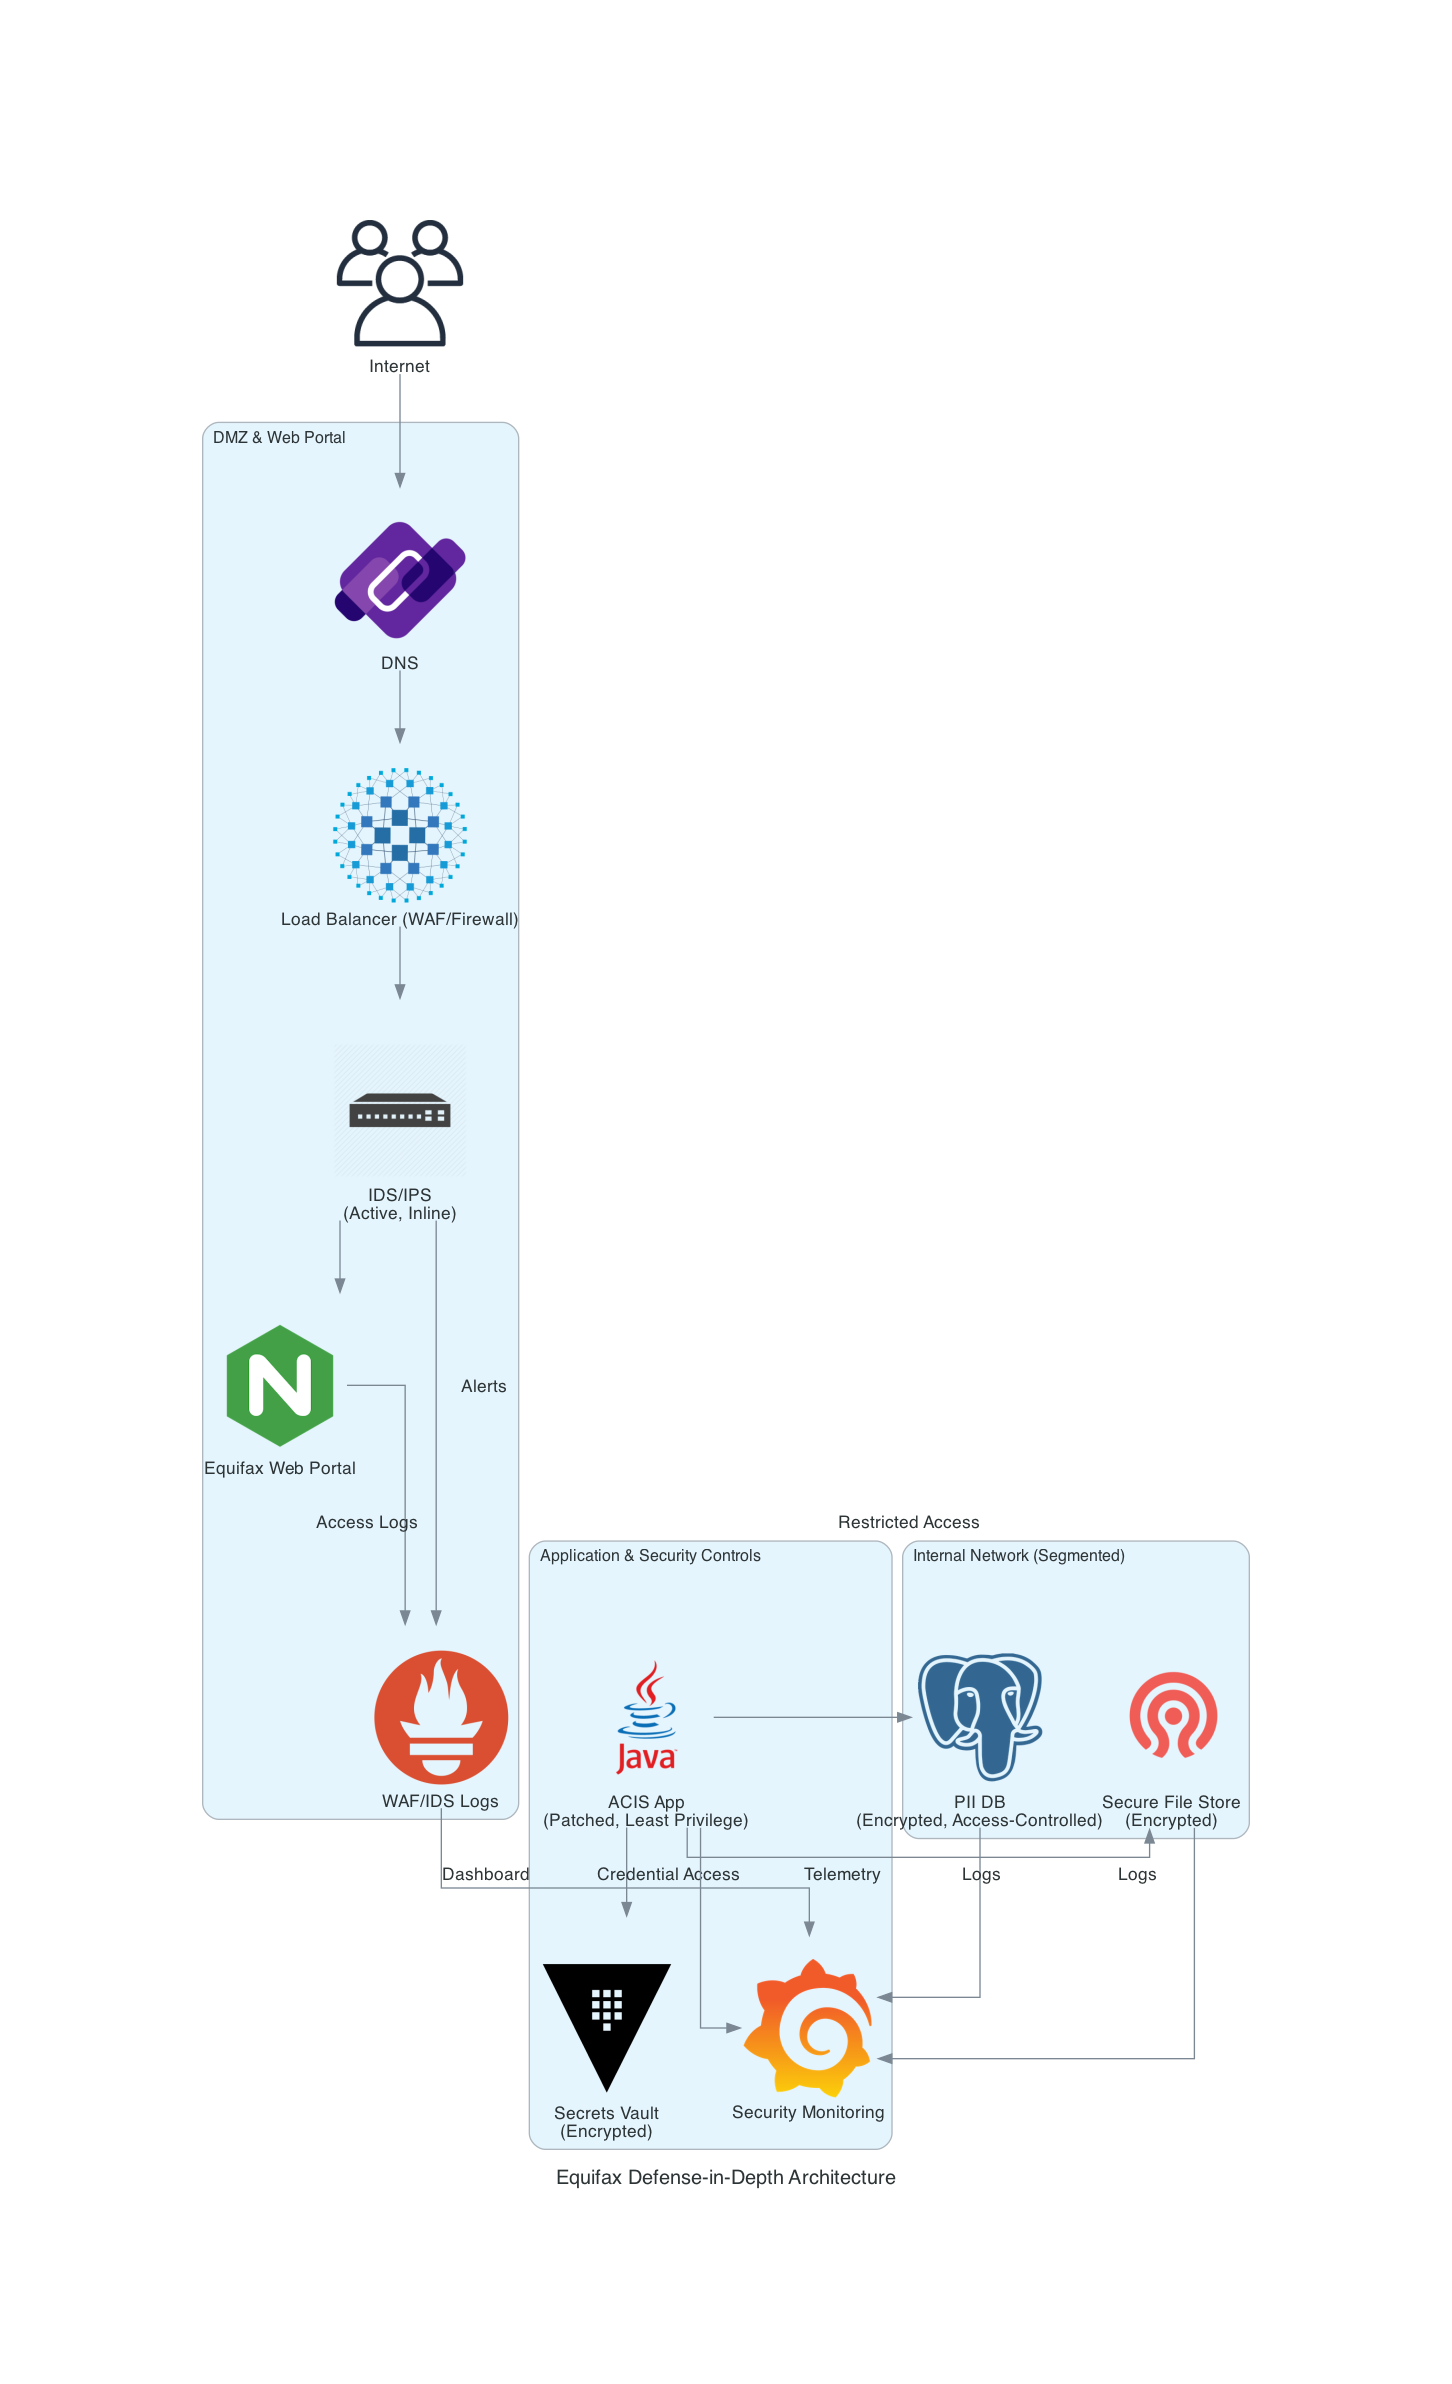 Internet
DMZ & Web Portal
DNS
Load Balancer (WAF/Firewall)
IDS/IPS
(Active, Inline)
Alerts
Equifax Web Portal
Access Logs
Restricted Access
Application & Security Controls
Internal Network (Segmented)
Java
WAF/IDS Logs
ACIS App
(Patched, Least Privilege)
PII DB
(Encrypted, Access-Controlled)
Secure File Store
(Encrypted)
Dashboard
Credential Access
Telemetry
Logs
Logs
Secrets Vault
(Encrypted)
Security Monitoring
Equifax Defense-in-Depth Architecture